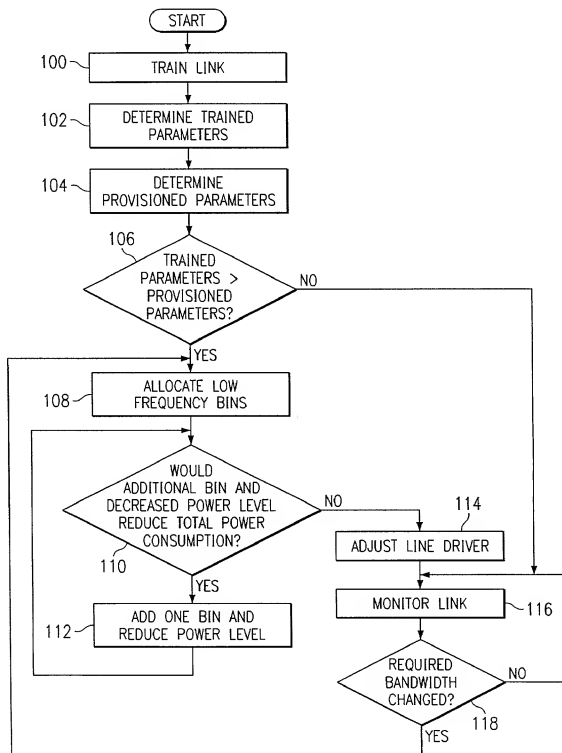 START
100
TRAIN LINK
102
DETERMINE TRAINED
PARAMETERS
104
DETERMINE
PROVISIONED PARAMETERS
106
TRAINED
PARAMETERS >
PROVISIONED
PARAMETERS?
NO
YES
108
ALLOCATE LOW
FREQUENCY BINS
WOULD
ADDITIONAL BIN AND
DECREASED POWER LEVEL
REDUCE TOTAL POWER
CONSUMPTION?
110
NO
YES
112
ADD ONE BIN AND
REDUCE POWER LEVEL
114
ADJUST LINE DRIVER
MONITOR LINK
116
REQUIRED
BANDWIDTH
CHANGED?
118
NO
YES